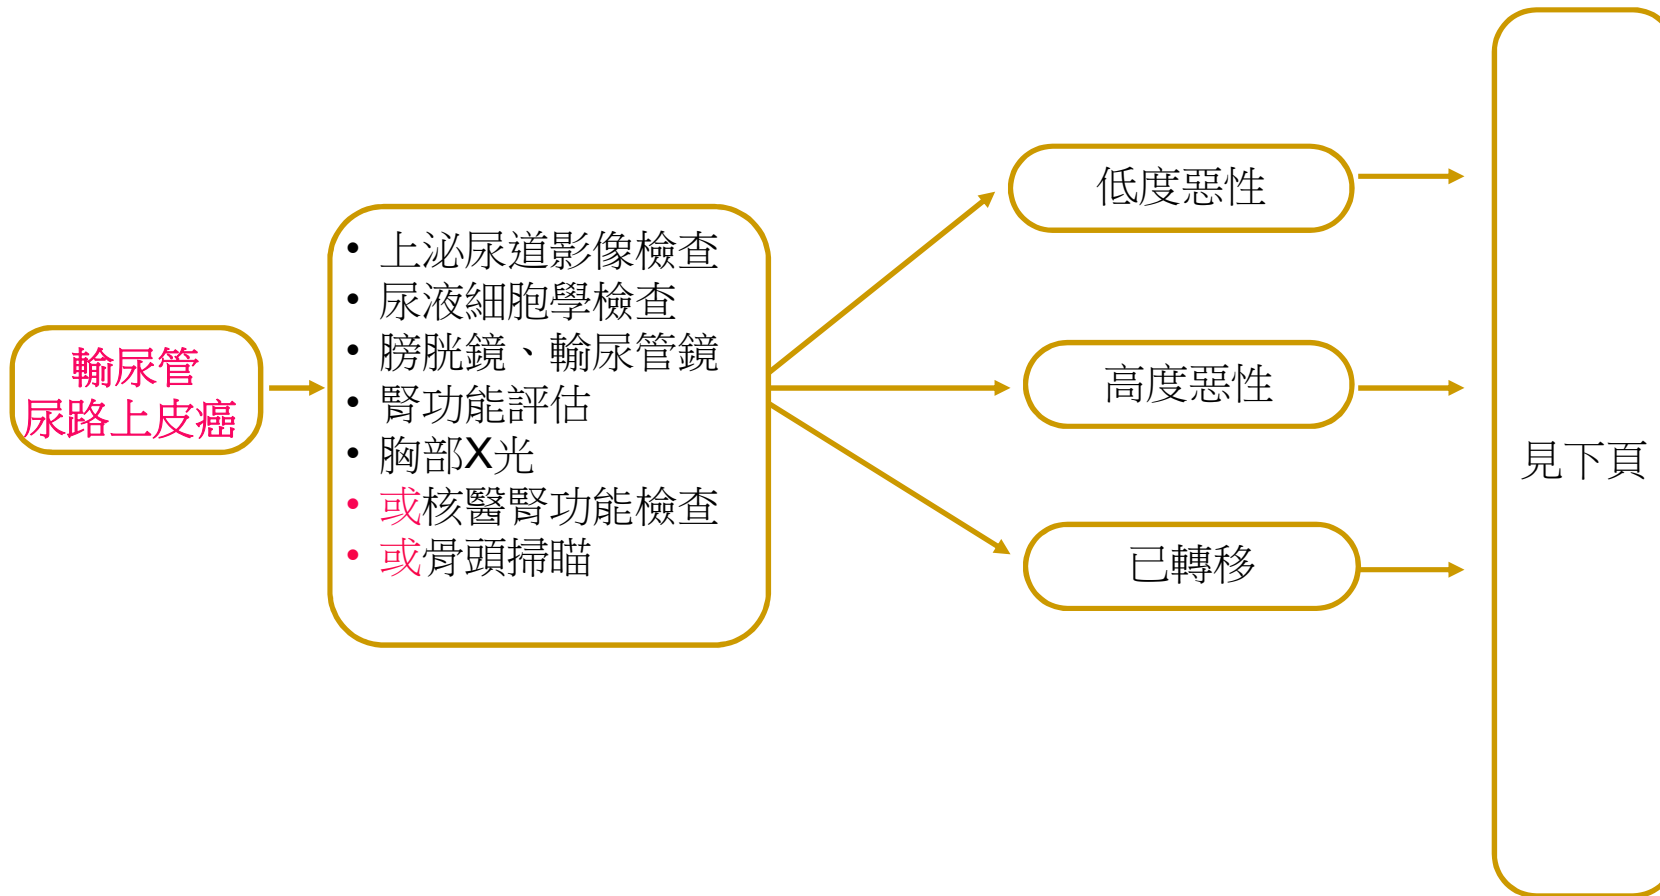 輸尿管
尿路上皮癌
• 上泌尿道影像檢查
• 尿液細胞學檢查
• 膀胱鏡、輸尿管鏡
• 腎功能評估
• 胸部X光
• 或核醫腎功能檢查
• 或骨頭掃瞄
低度惡性
高度惡性
已轉移
見下頁